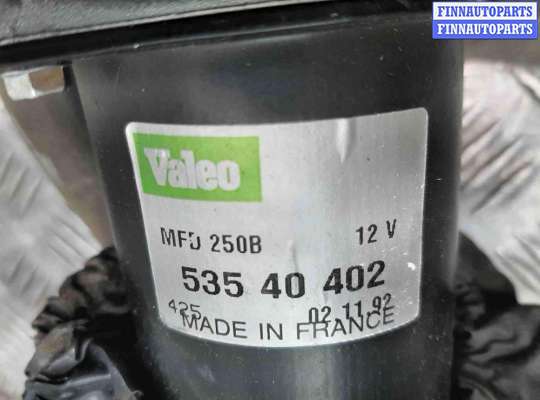 FINNAUTOPARTS
FINNAUTOPARTS
Valeo
MFD 250B 12 V
535 40 402
425 02 11 92
MADE IN FRANCE